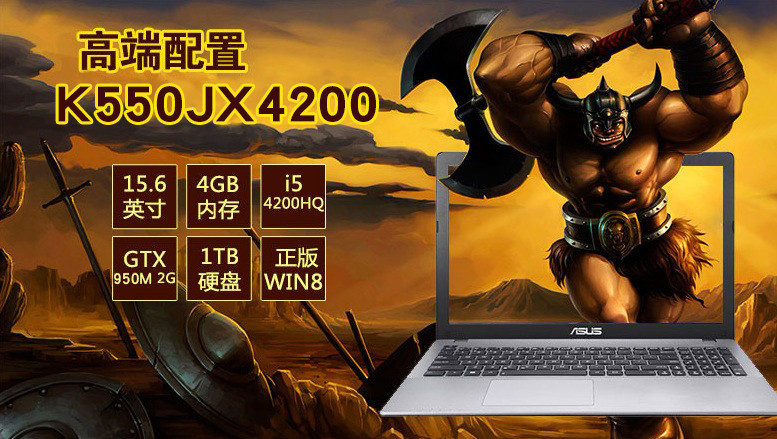 高端配置
K550JX4200
15.6
英寸
4GB
内存
i5
4200HQ
GTX
950M 2G
1TB
硬盘
正版
WIN8
ASUS